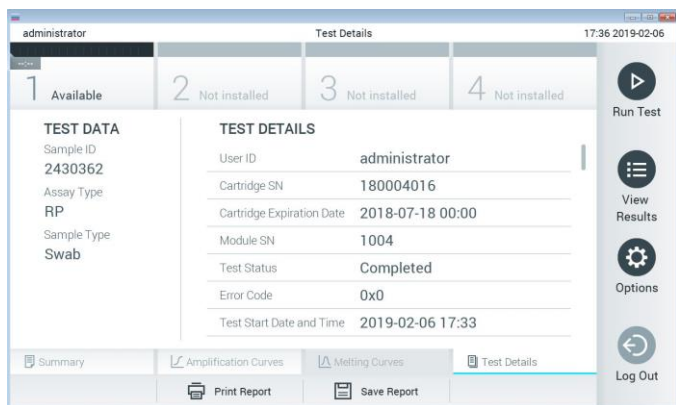 administrator Test Details 17:36 2019-02-06
--:--
1 Available 2 Not installed 3 Not installed 4 Not installed
Run Test
TEST DATA
Sample ID
2430362
Assay Type
RP
Sample Type
Swab
TEST DETAILS
User ID administrator
Cartridge SN 180004016
Cartridge Expiration Date 2018-07-18 00:00
Module SN 1004
Test Status Completed
Error Code 0x0
Test Start Date and Time 2019-02-06 17:33
View
Results
Options
Log Out
Summary Amplification Curves Melting Curves Test Details
Print Report Save Report